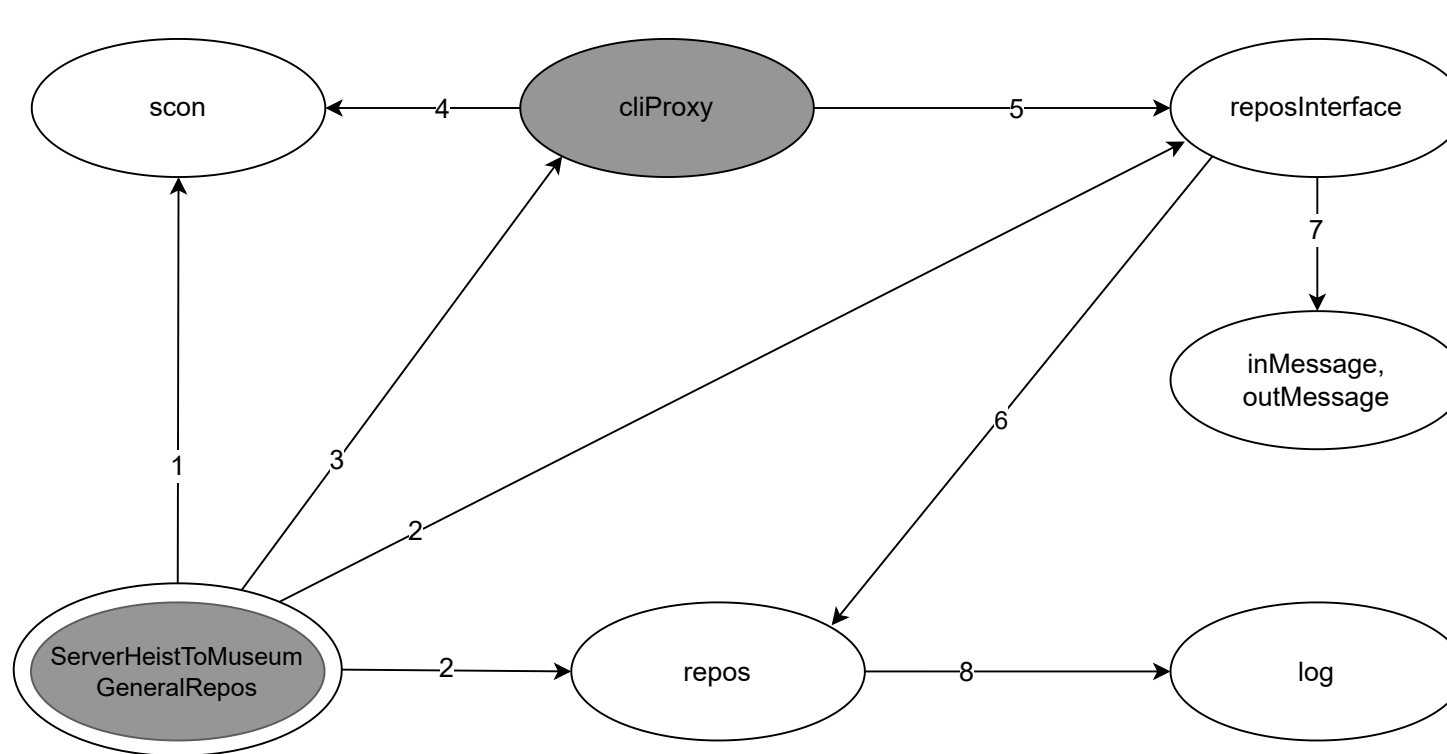 scon
4
cliProxy
5
reposInterface
7
inMessage,
outMessage
6
3
1
2
ServerHeistToMuseum
GeneralRepos
2
repos
8
log